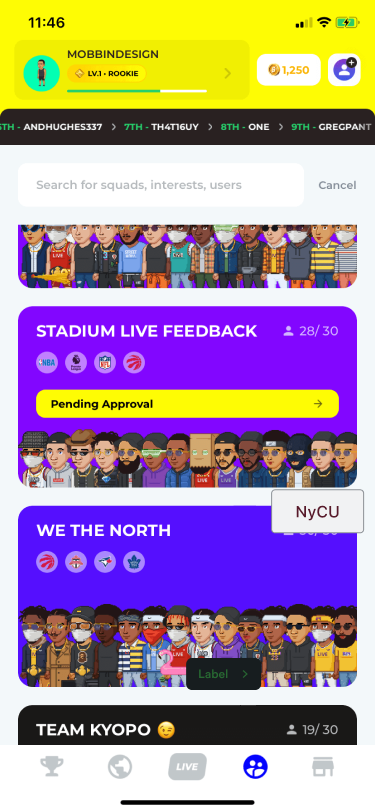 11:46
MOBBINDESIGN
LV.1 • ROOKIE
1,250
ANDHUGHES337 > 7TH - TH4T16UY > 8TH - ONE > 9TH - GREGPANT
Search for squads, interests, users
Cancel
STADIUM LIVE FEEDBACK
28/ 30
NBA
NFL
Pending Approval
NyCU
WE THE NORTH
Label >
TEAM KYOPO 😉
19/ 30
LIVE